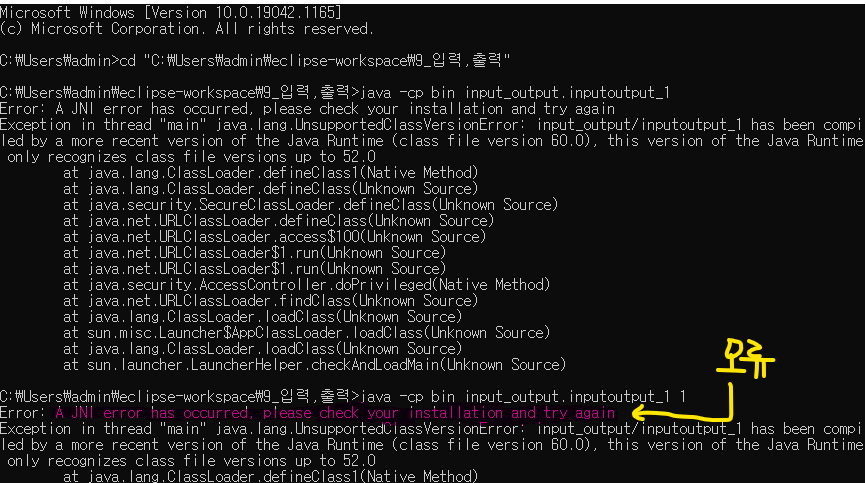 Microsoft Windows [Version 10.0.19042.1165]
(c) Microsoft Corporation. All rights reserved.
C:\Users\admin>cd "C:\Users\admin\eclipse-workspace\9_입력,출력"
C:\Users\admin\eclipse-workspace\9_입력,출력>java -cp bin input_output.inputoutput_1
Error: A JNI error has occurred, please check your installation and try again
Exception in thread "main" java.lang.UnsupportedClassVersionError: input_output/inputoutput_1 has been compi
led by a more recent version of the Java Runtime (class file version 60.0), this version of the Java Runtime
 only recognizes class file versions up to 52.0
        at java.lang.ClassLoader.defineClass1(Native Method)
        at java.lang.ClassLoader.defineClass(Unknown Source)
        at java.security.SecureClassLoader.defineClass(Unknown Source)
        at java.net.URLClassLoader.defineClass(Unknown Source)
        at java.net.URLClassLoader.access$100(Unknown Source)
        at java.net.URLClassLoader$1.run(Unknown Source)
        at java.net.URLClassLoader$1.run(Unknown Source)
        at java.security.AccessController.doPrivileged(Native Method)
        at java.net.URLClassLoader.findClass(Unknown Source)
        at java.lang.ClassLoader.loadClass(Unknown Source)
        at sun.misc.Launcher$AppClassLoader.loadClass(Unknown Source)
        at java.lang.ClassLoader.loadClass(Unknown Source)
        at sun.launcher.LauncherHelper.checkAndLoadMain(Unknown Source)
오류
C:\Users\admin\eclipse-workspace\9_입력,출력>java -cp bin input_output.inputoutput_1 1
Error: A JNI error has occurred, please check your installation and try again
Exception in thread "main" java.lang.UnsupportedClassVersionError: input_output/inputoutput_1 has been compi
led by a more recent version of the Java Runtime (class file version 60.0), this version of the Java Runtime
 only recognizes class file versions up to 52.0
        at java.lang.ClassLoader.defineClass1(Native Method)